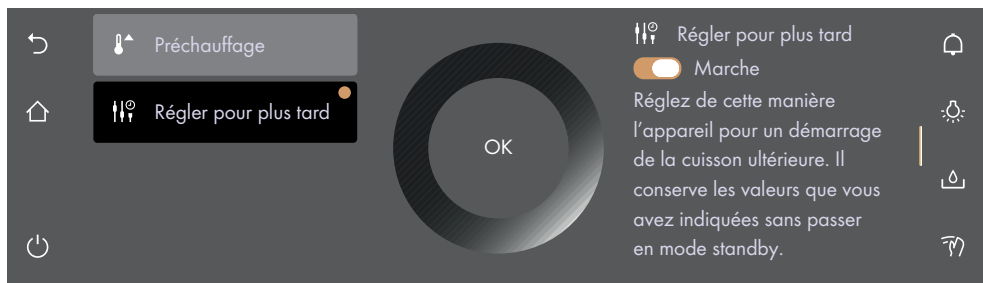 Préchauffage
Régler pour plus tard
OK
Régler pour plus tard
Marche
Réglez de cette manière
l'appareil pour un démarrage
de la cuisson ultérieure. Il
conserve les valeurs que vous
avez indiquées sans passer
en mode standby.